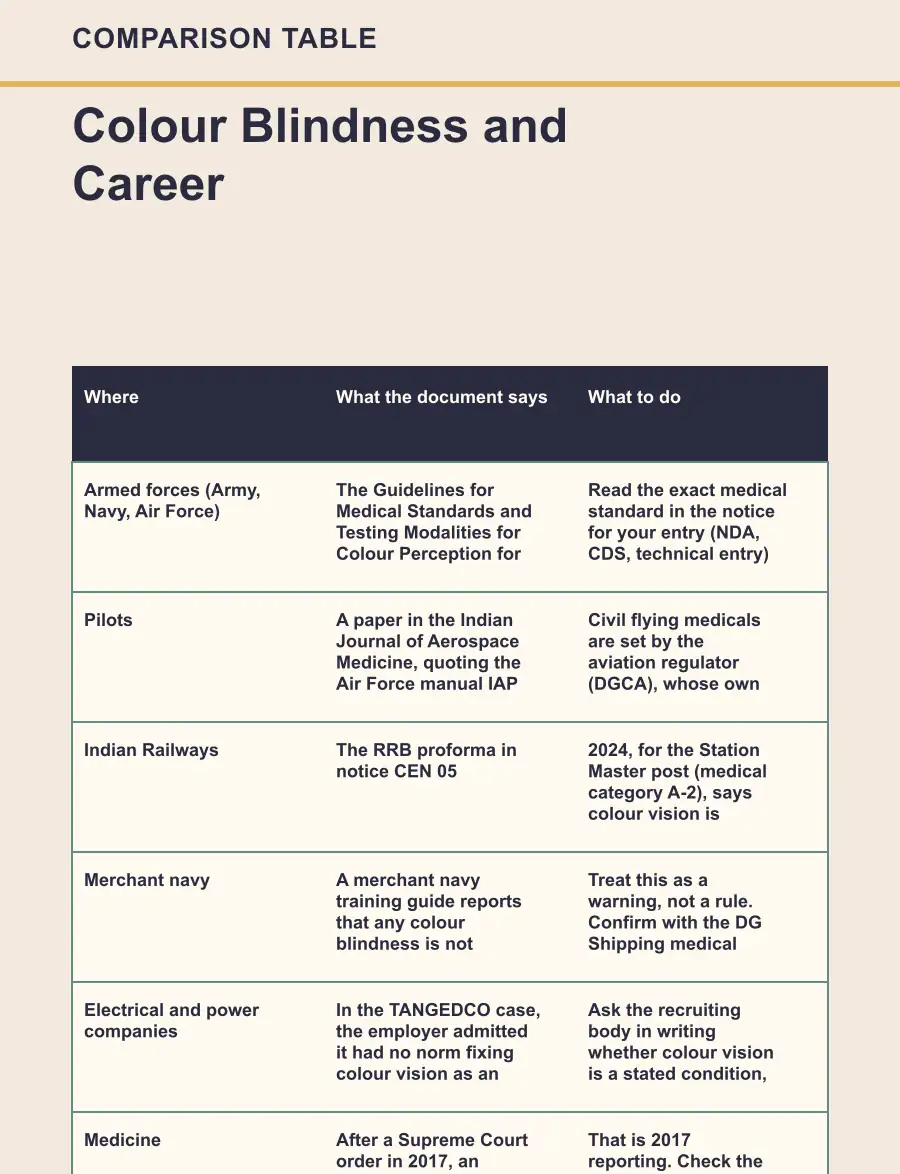 COMPARISON TABLE
Colour Blindness and
Career
Where
What the document says
What to do
Armed forces (Army,
Navy, Air Force)
The Guidelines for
Medical Standards and
Testing Modalities for
Colour Perception for
Read the exact medical
standard in the notice
for your entry (NDA,
CDS, technical entry)
Pilots
A paper in the Indian
Journal of Aerospace
Medicine, quoting the
Air Force manual IAP
Civil flying medicals
are set by the
aviation regulator
(DGCA), whose own
Indian Railways
The RRB proforma in
notice CEN 05
2024, for the Station
Master post (medical
category A-2), says
colour vision is
Merchant navy
A merchant navy
training guide reports
that any colour
blindness is not
Treat this as a
warning, not a rule.
Confirm with the DG
Shipping medical
Electrical and power
companies
In the TANGEDCO case,
the employer admitted
it had no norm fixing
colour vision as an
Ask the recruiting
body in writing
whether colour vision
is a stated condition,
Medicine
After a Supreme Court
order in 2017, an
That is 2017
reporting. Check the